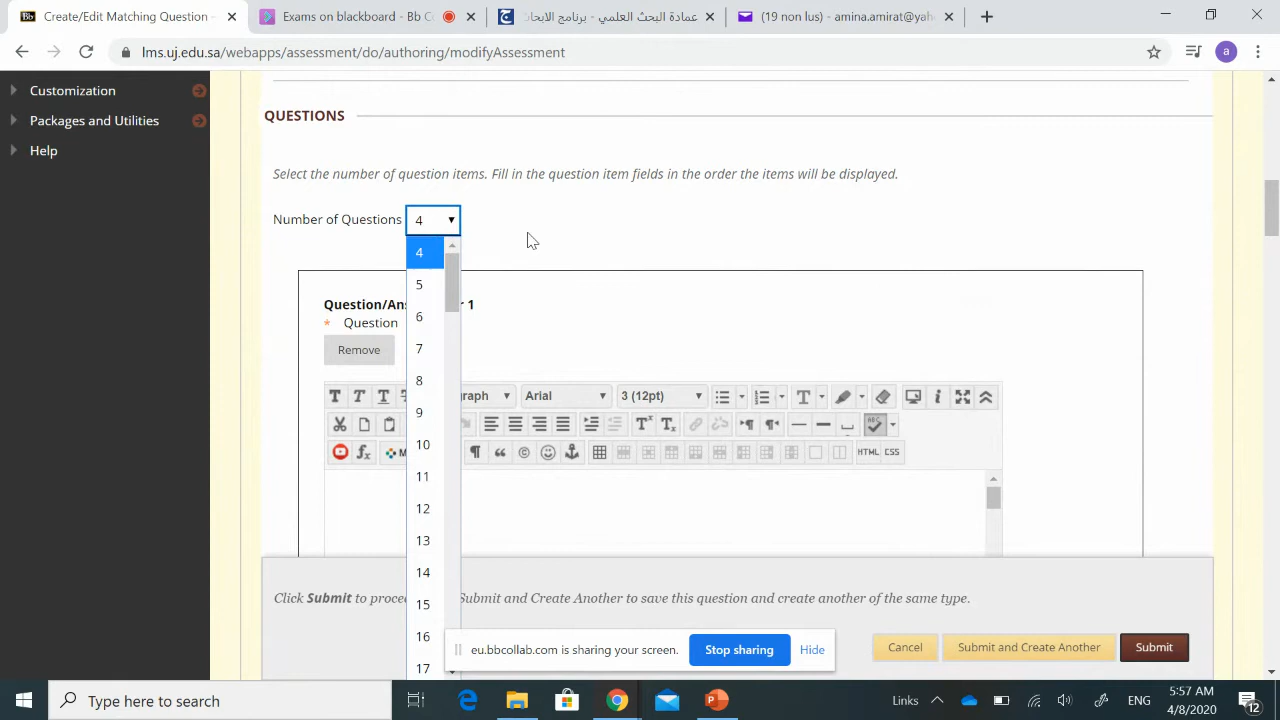 Create/Edit Matching Question –
Exams on blackboard - Bb Co
عمادة البحث العلمي - برنامج الابحاث
(19 non lus) - amina.amirat@yah
lms.uj.edu.sa/webapps/assessment/do/authoring/modifyAssessment
a
Customization
Packages and Utilities
Help
QUESTIONS
Select the number of question items. Fill in the question item fields in the order the items will be displayed.
Number of Questions 4
4
5
6
7
8
9
10
11
12
13
14
15
16
17
Question/Ans r 1
* Question
Remove
T T T raph Arial 3 (12pt) T
HTML CSS
Click Submit to proce Submit and Create Another to save this question and create another of the same type.
eu.bbcollab.com is sharing your screen. Stop sharing Hide
Cancel Submit and Create Another Submit
Type here to search
Links ENG
5:57 AM
4/8/2020
12